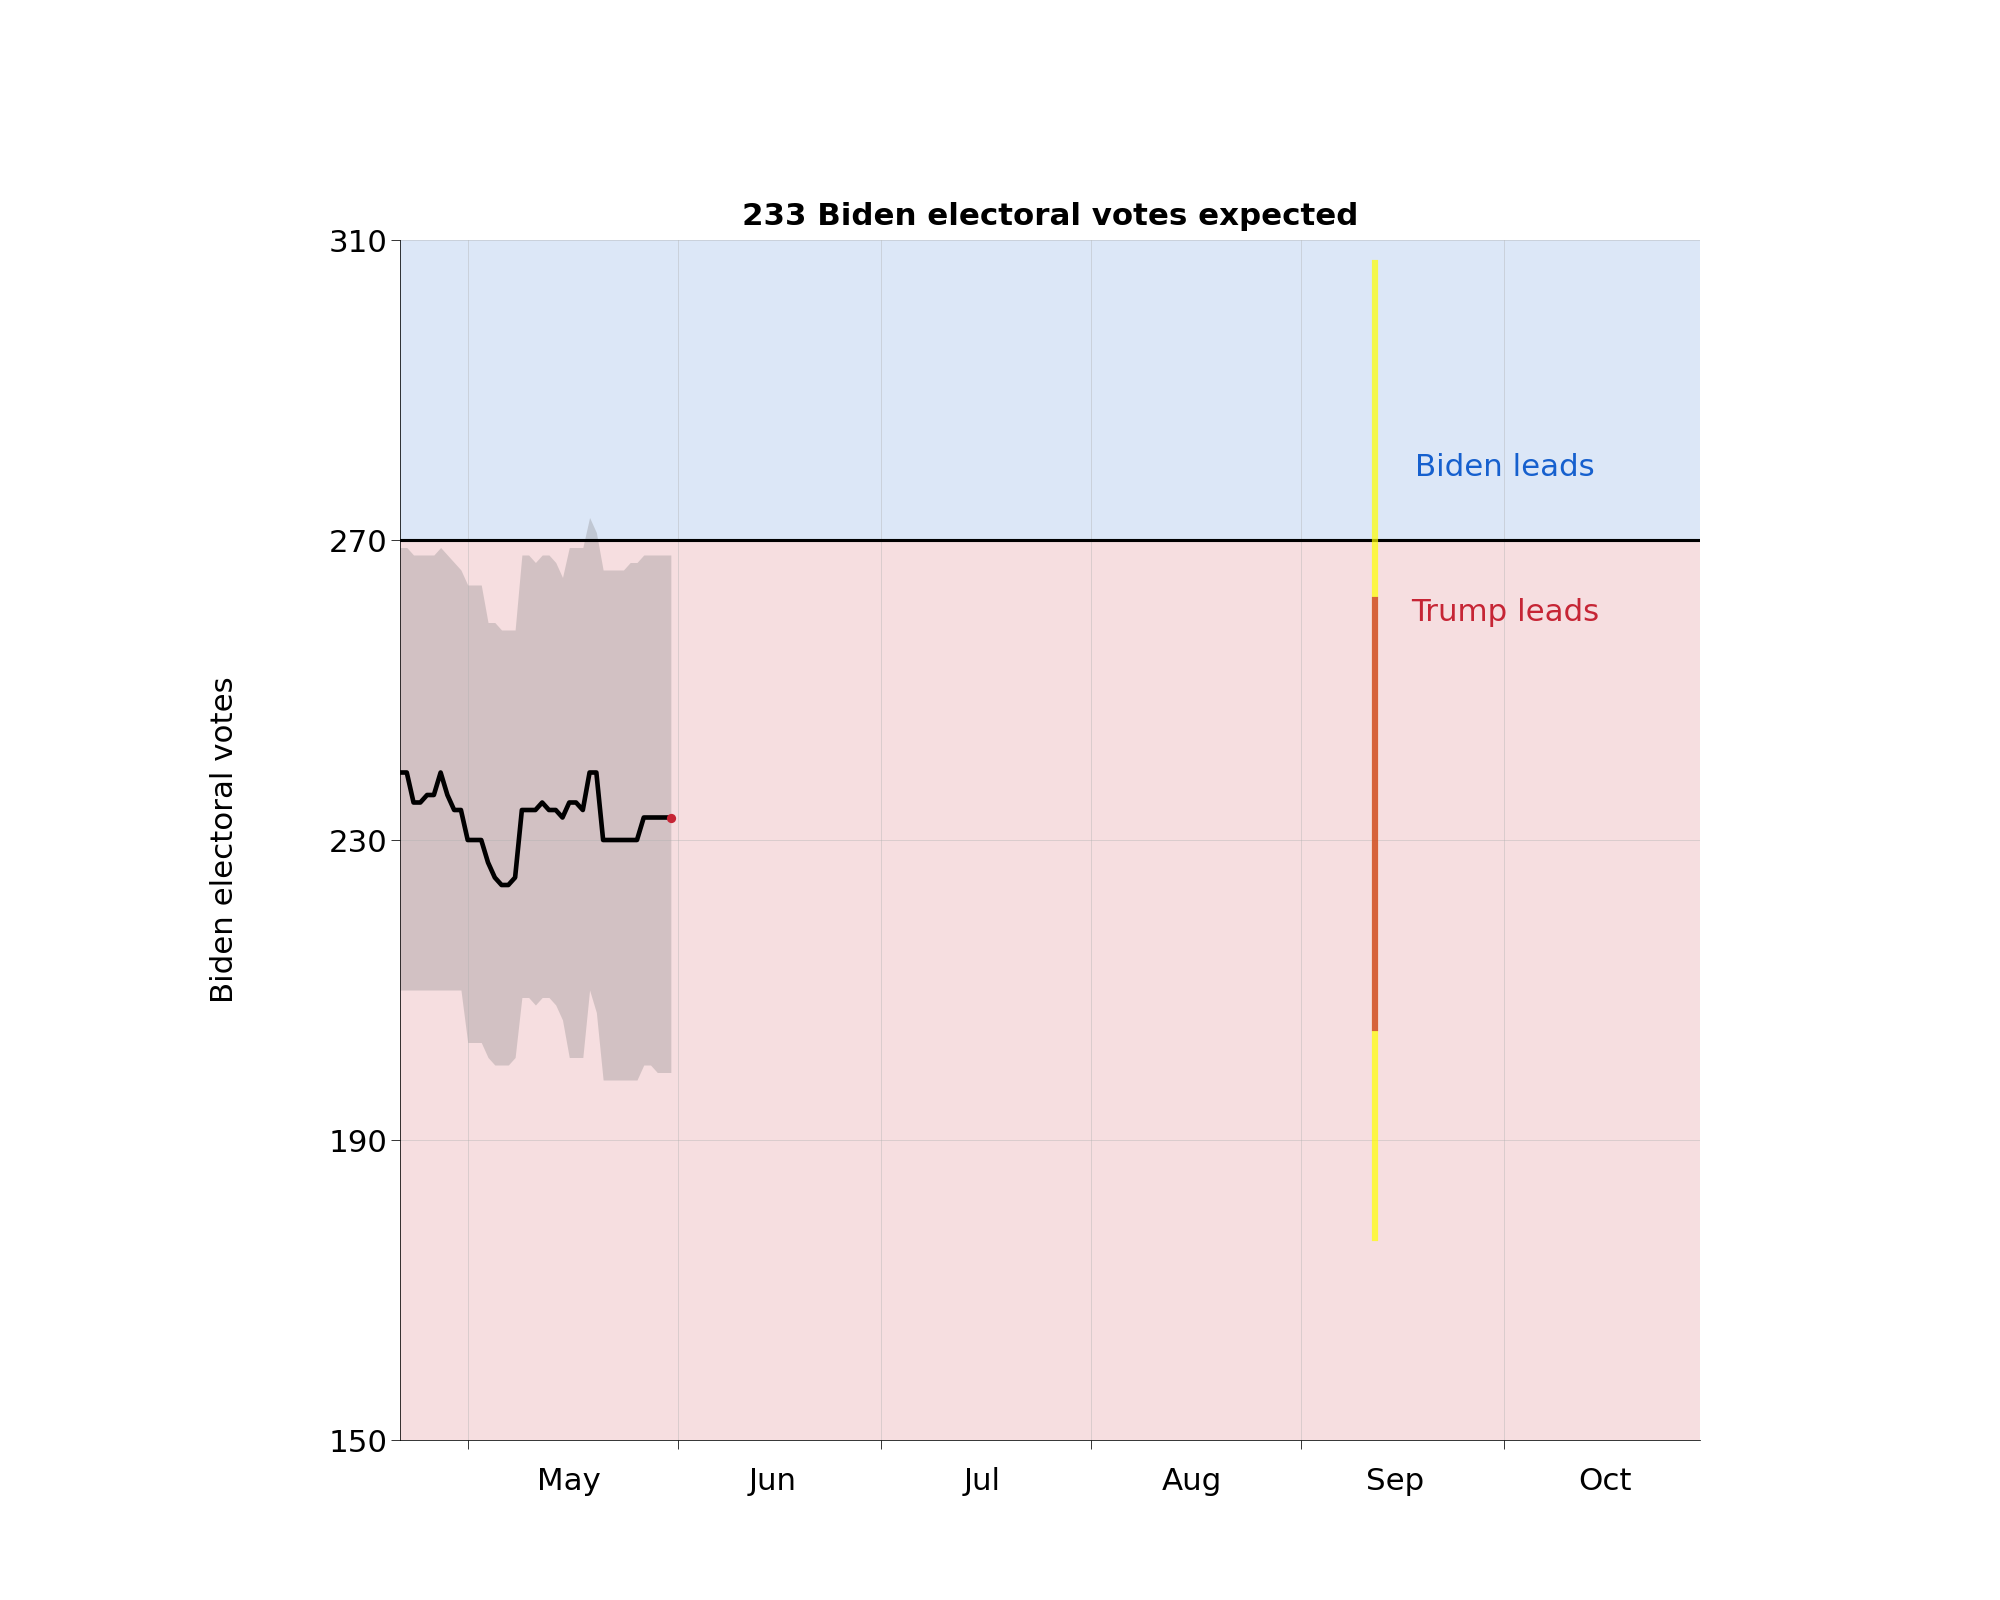 233 Biden electoral votes expected
310
270
230
190
150
Biden electoral votes
Biden leads
Trump leads
May Jun Jul Aug Sep Oct